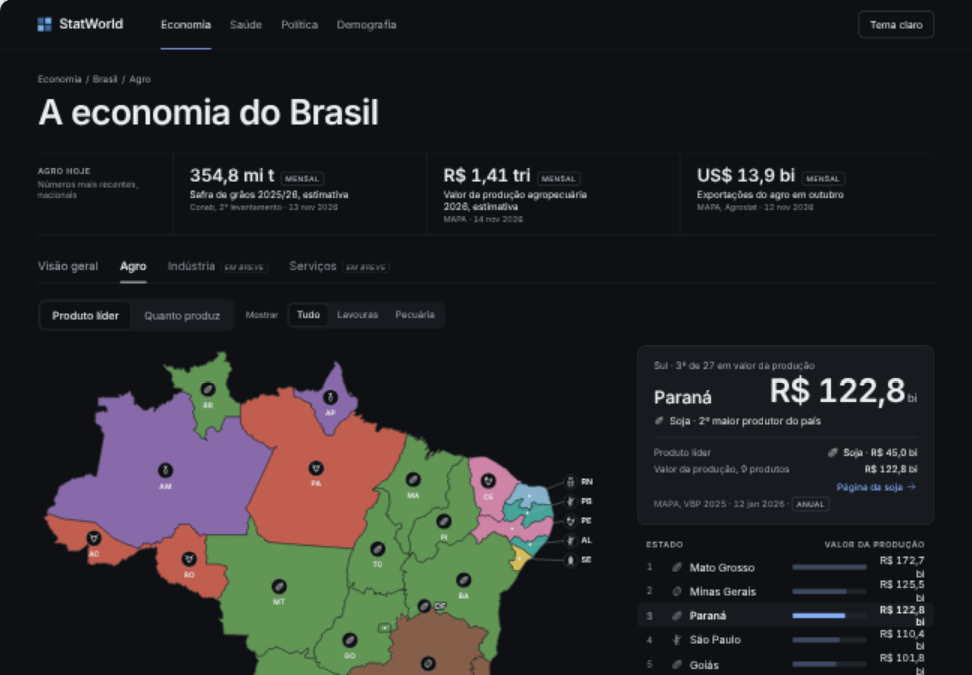 StatWorld
Economia Saúde Política Demografia
Tema claro
Economia / Brasil / Agro
A economia do Brasil
AGRO HOJE
Números mais recentes,
nacionais
354,8 mi t MENSAL
Safra de grãos 2025/26, estimativa
Conab, 2º levantamento · 13 nov 2026
R$ 1,41 tri MENSAL
Valor da produção agropecuária
2026, estimativa
MAPA · 14 nov 2026
US$ 13,9 bi MENSAL
Exportações do agro em outubro
MAPA, Agrostat · 12 nov 2026
Visão geral Agro Indústria EM BREVE Serviços EM BREVE
Produto líder Quanto produz Mostrar Tudo Lavouras Pecuária
RR
AP
AM
PA
MA
CE
RN
PB
PE
AL
SE
PI
AC
RO
TO
MT
BA
DF
GO
Sul · 3º de 27 em valor da produção
Paraná R$ 122,8 bi
Soja · 2º maior produtor do país
Produto líder Soja · R$ 45,0 bi
Valor da produção, 9 produtos R$ 122,8 bi
Página da soja →
MAPA, VBP 2025 · 12 jan 2026 · ANUAL
ESTADO VALOR DA PRODUÇÃO
1 Mato Grosso R$ 172,7 bi
2 Minas Gerais R$ 125,5 bi
3 Paraná R$ 122,8 bi
4 São Paulo R$ 110,4 bi
5 Goiás R$ 101,8 bi